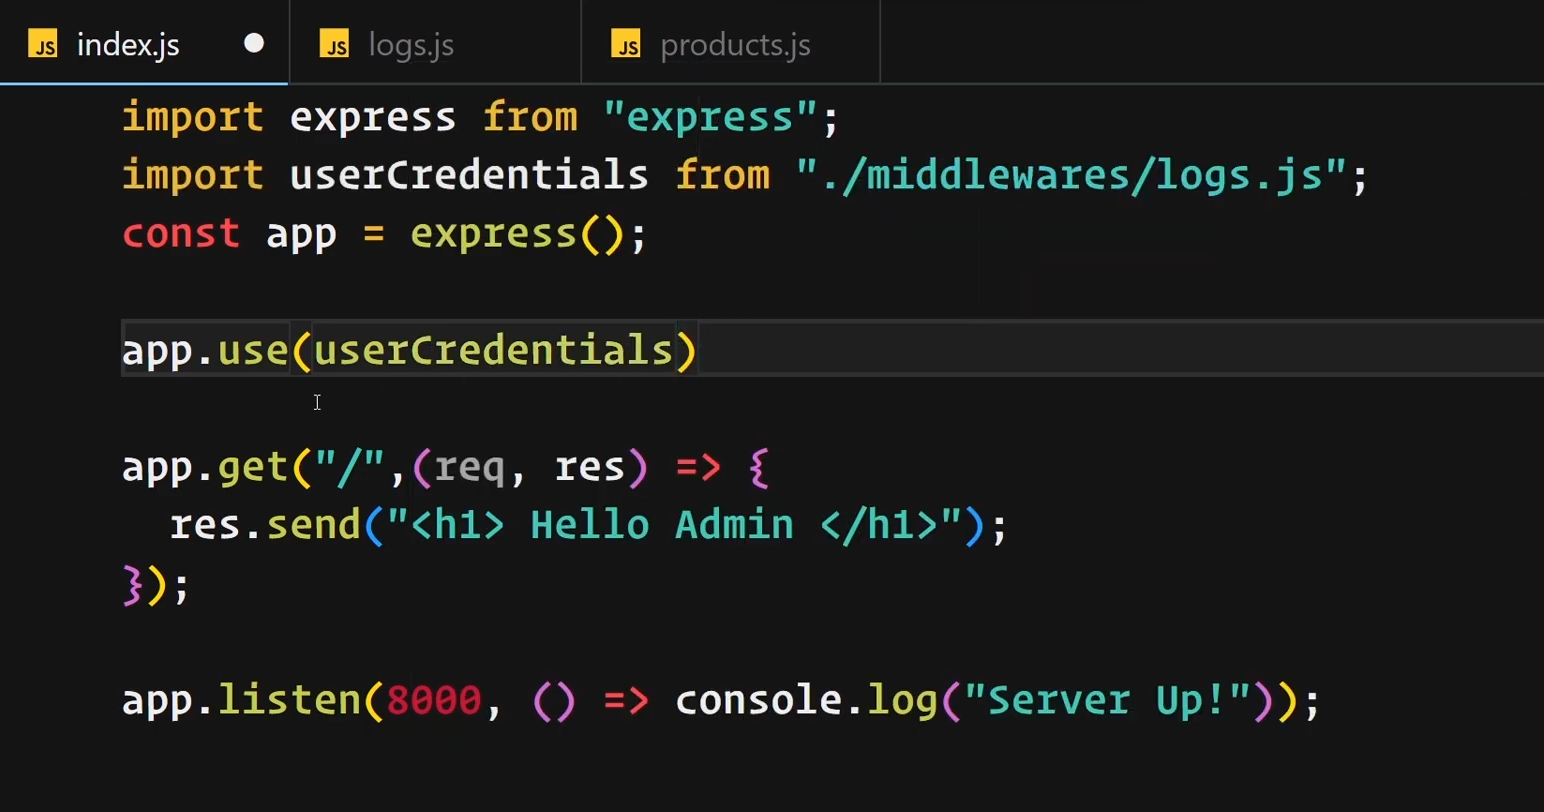 JS index.js JS logs.js JS products.js
import express from "express";
import userCredentials from "./middlewares/logs.js";
const app = express();
app.use(userCredentials)
app.get("/",(req, res) => {
  res.send("<h1> Hello Admin </h1>");
});
app.listen(8000, () => console.log("Server Up!"));